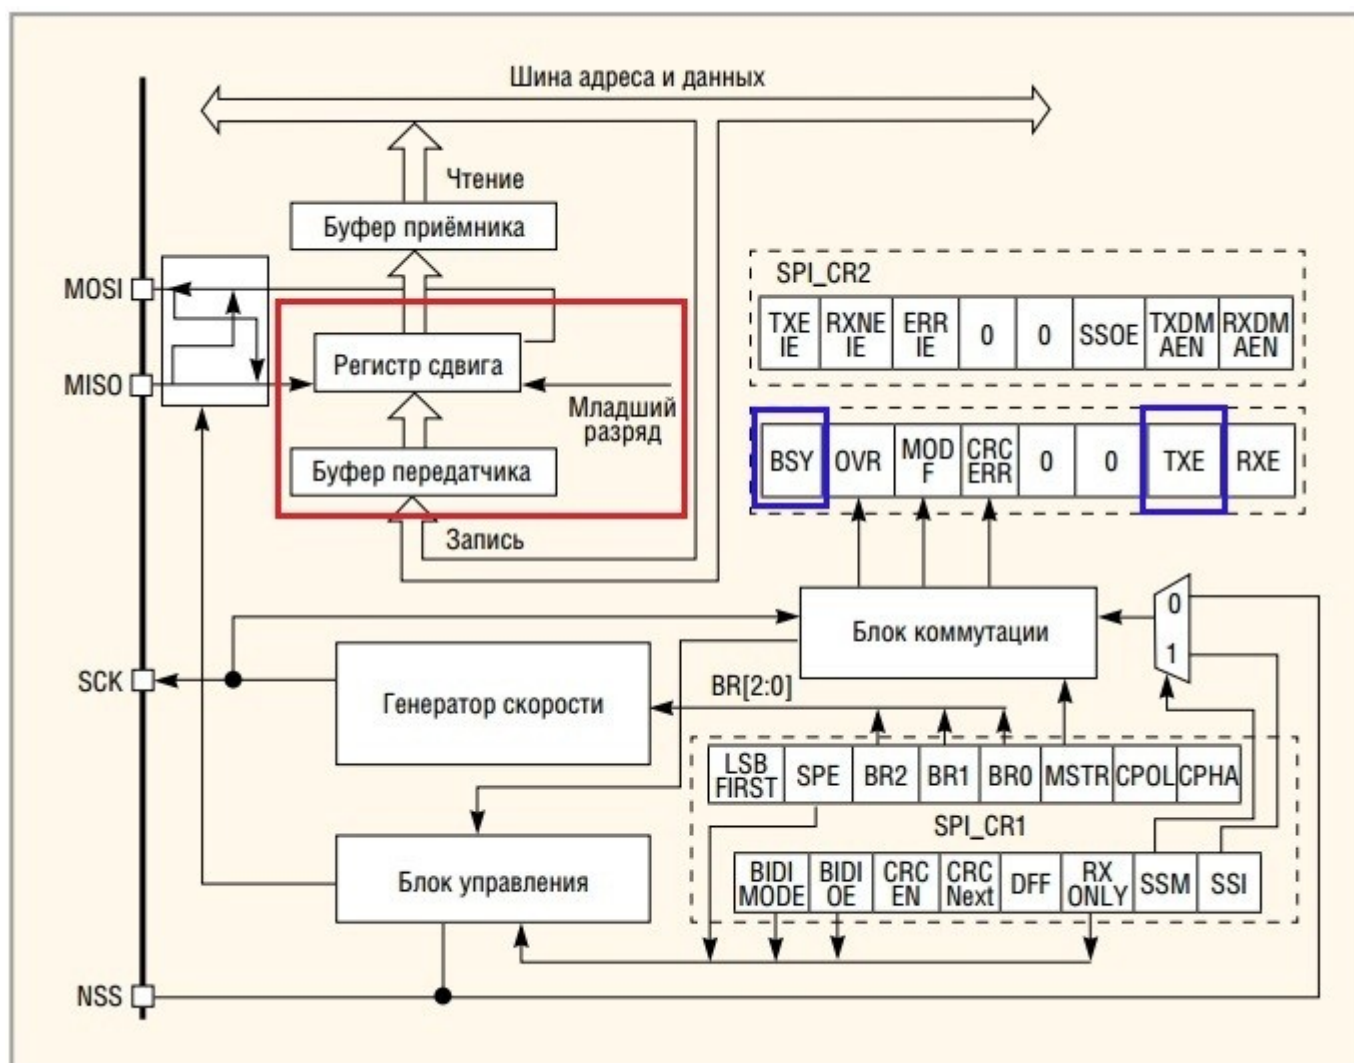 Шина адреса и данных
Чтение
Буфер приёмника
MOSI
Регистр сдвига
MISO
Младший
разряд
Буфер передатчика
Запись
SPI_CR2
TXE
IE
RXNE
IE
ERR
IE
0
0
SSOE
TXDM
AEN
RXDM
AEN
BSY
OVR
MOD
F
CRC
ERR
0
0
TXE
RXE
Блок коммутации
0
1
SCK
Генератор скорости
BR[2:0]
LSB
FIRST
SPE
BR2
BR1
BR0
MSTR
CPOL
CPHA
SPI_CR1
Блок управления
BIDI
MODE
BIDI
OE
CRC
EN
CRC
Next
DFF
RX
ONLY
SSM
SSI
NSS